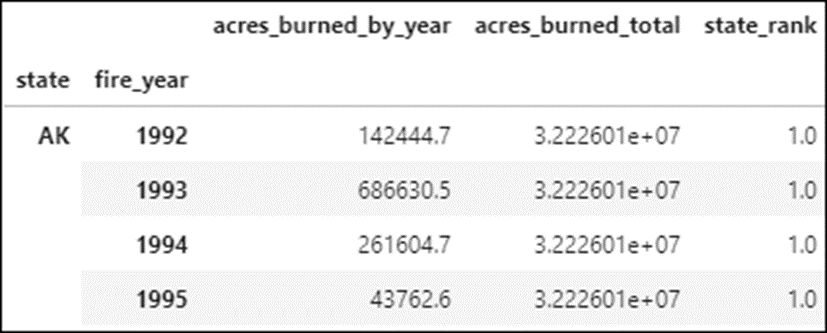 acres_burned_by_year acres_burned_total state_rank
state fire_year
AK 1992 142444.7 3.222601e+07 1.0
1993 686630.5 3.222601e+07 1.0
1994 261604.7 3.222601e+07 1.0
1995 43762.6 3.222601e+07 1.0